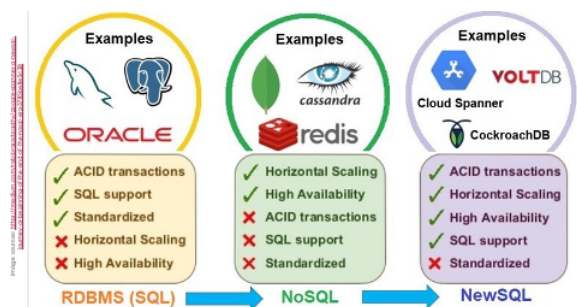 Examples
ORACLE
ACID transactions
SQL support
Standardized
Horizontal Scaling
High Availability
RDBMS (SQL)
Examples
cassandra
redis
Horizontal Scaling
High Availability
ACID transactions
SQL support
Standardized
NoSQL
Examples
VOLTDB
Cloud Spanner
CockroachDB
ACID transactions
Horizontal Scaling
High Availability
SQL support
Standardized
NewSQL
Image source: